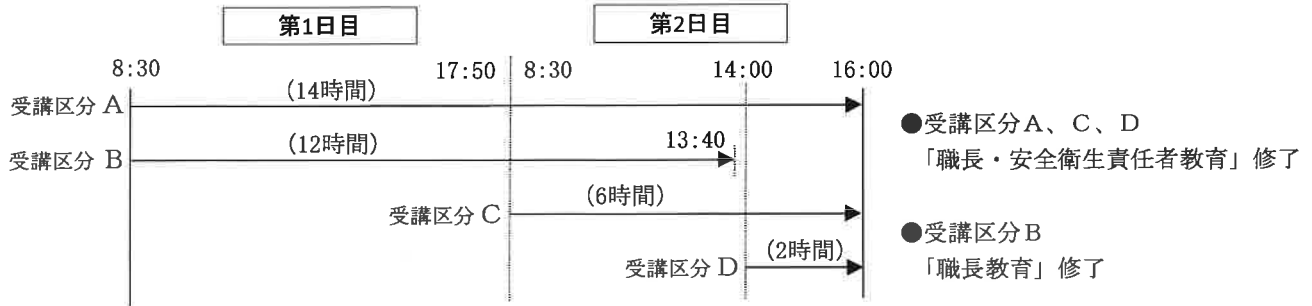 第1日目 第2日目
8:30 17:50 8:30 14:00 16:00
受講区分 A (14時間)
受講区分 B (12時間) 13:40
受講区分 C (6時間)
受講区分 D (2時間)
●受講区分A、C、D
「職長・安全衛生責任者教育」修了
●受講区分B
「職長教育」修了